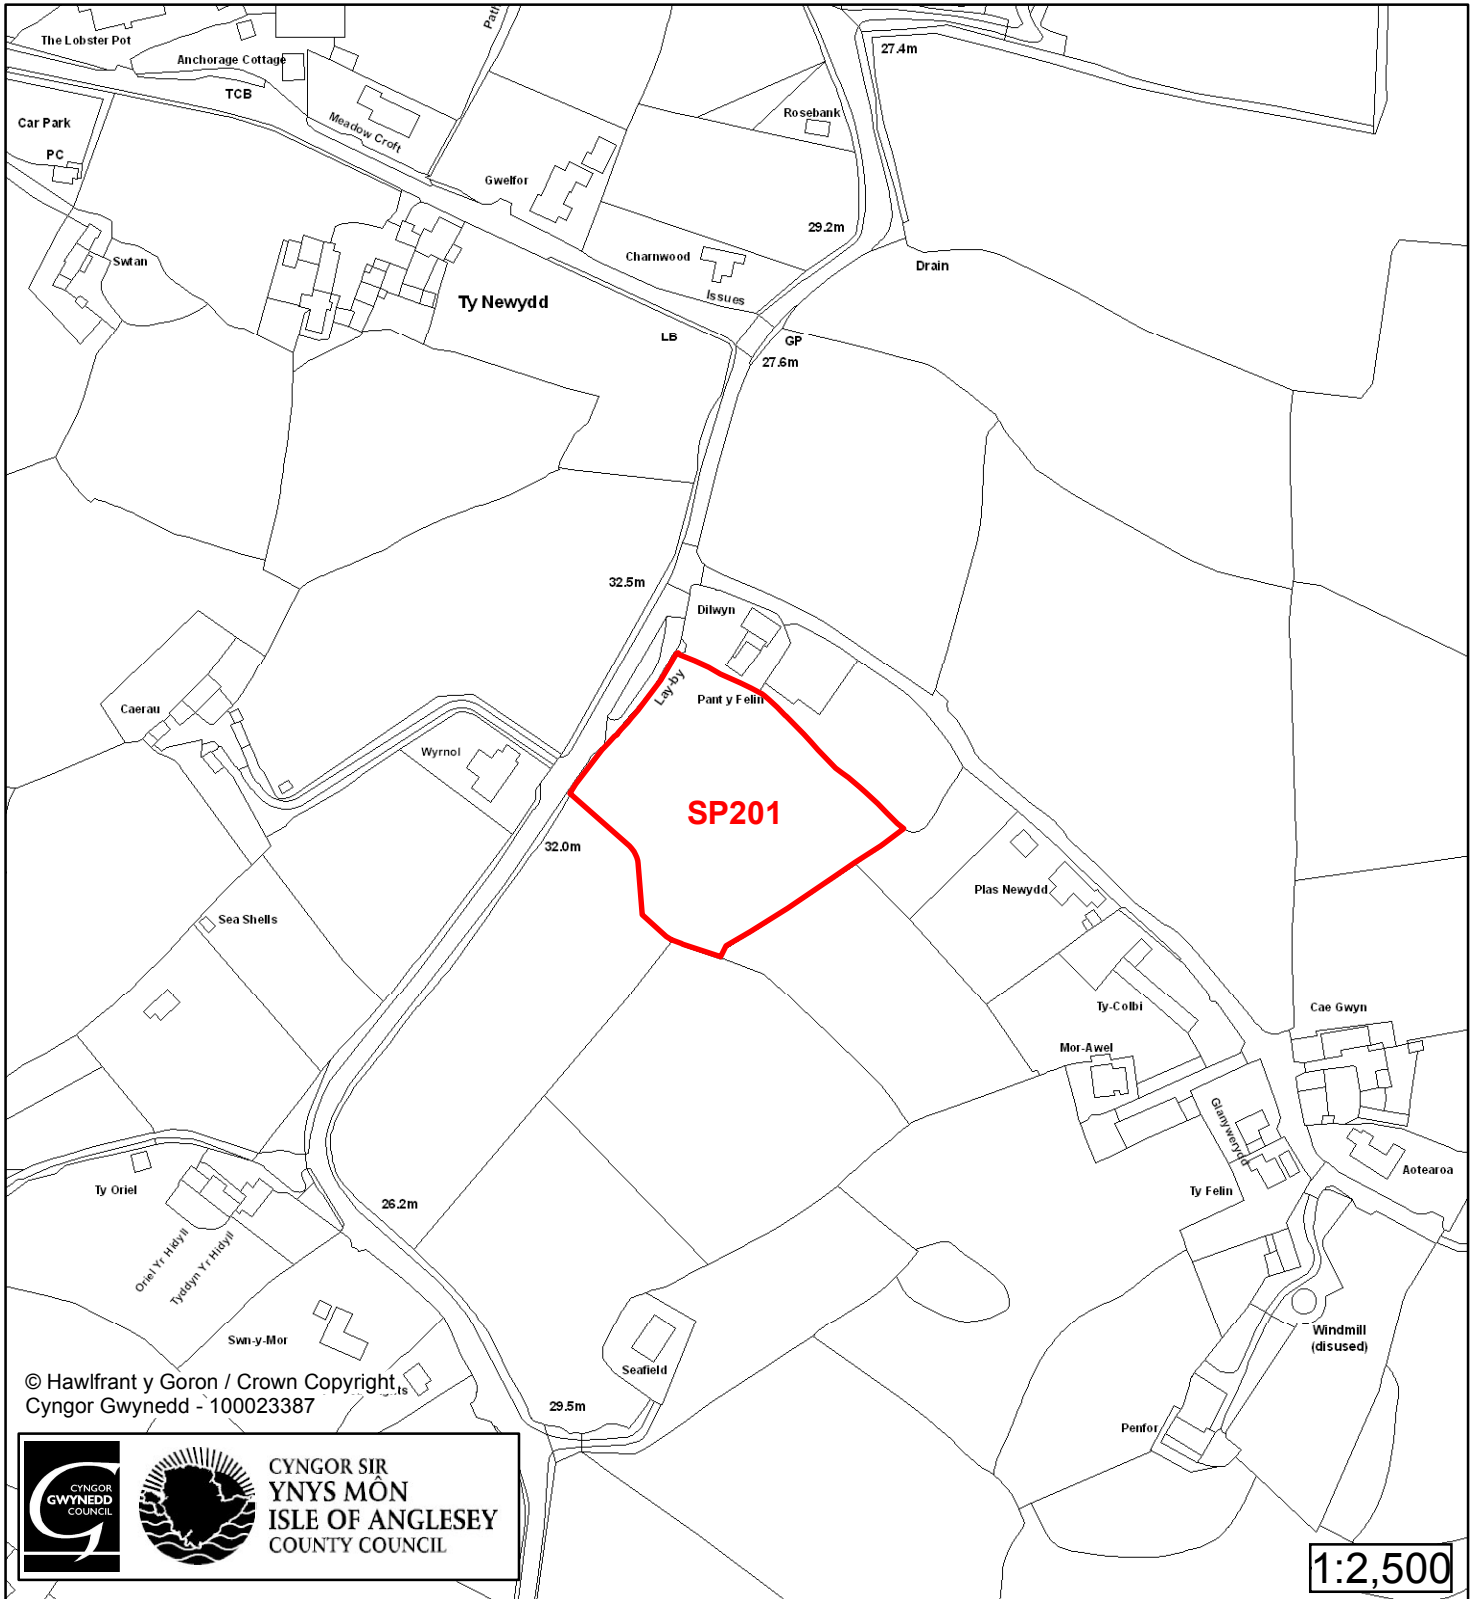 The Lobster Pot
Anchorage Cottage
Path
27.4m
TCB
Car Park
Meadow Croft
Rosebank
PC
Gwelfor
29.2m
Swtan
Charnwood
Drain
Issues
Ty Newydd
LB
GP
27.6m
32.5m
Dilwyn
Lay-by
Pant y Felin
Caerau
Wyrnol
SP201
32.0m
Plas Newydd
Sea Shells
Ty-Colbi
Cae Gwyn
Mor-Awel
Glanywerydd
Aotearoa
Ty Oriel
Ty Felin
26.2m
Oriel Yr Hidyll
Tyddyn Yr Hidyll
Swn-y-Mor
Windmill
(disused)
Seafield
© Hawlfrant y Goron / Crown Copyright
Cyngor Gwynedd - 100023387
29.5m
Penfor
CYNGOR
GWYNEDD
COUNCIL
CYNGOR SIR
YNYS MÔN
ISLE OF ANGLESEY
COUNTY COUNCIL
1:2,500